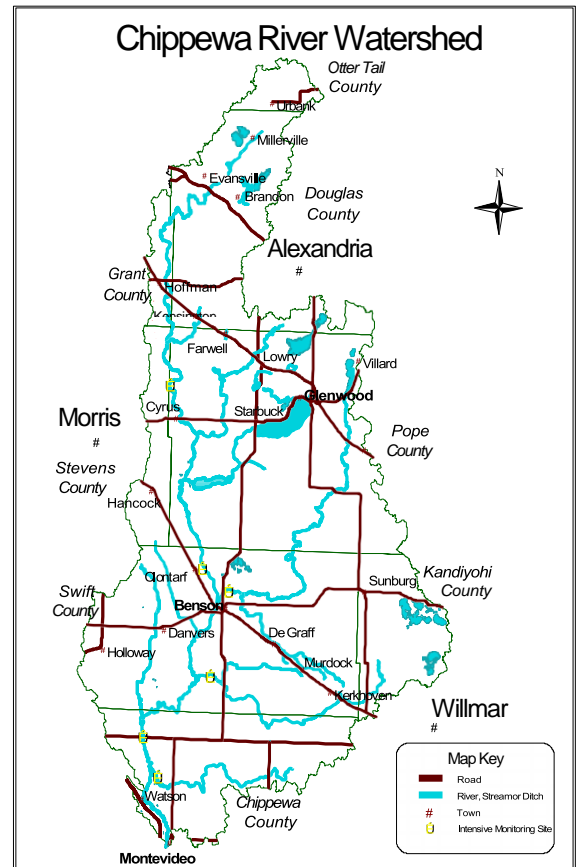 Chippewa River Watershed
Otter Tail
County
Urbank
Millerville
Evansville
Brandon
Douglas
County
N
Alexandria
#
Grant
County
Hoffman
Kensington
Farwell
Lowry
Villard
Glenwood
Cyrus
Starbuck
Morris
#
Pope
County
Stevens
County
Hancock
Clontarf
Sunburg
Kandiyohi
County
Swift
County
Benson
Danvers
De Graff
Holloway
Murdock
Kerkhoven
Willmar
#
Watson
Chippewa
County
Montevideo
Map Key
Road
River, Streamor Ditch
# Town
Intensive Monitoring Site